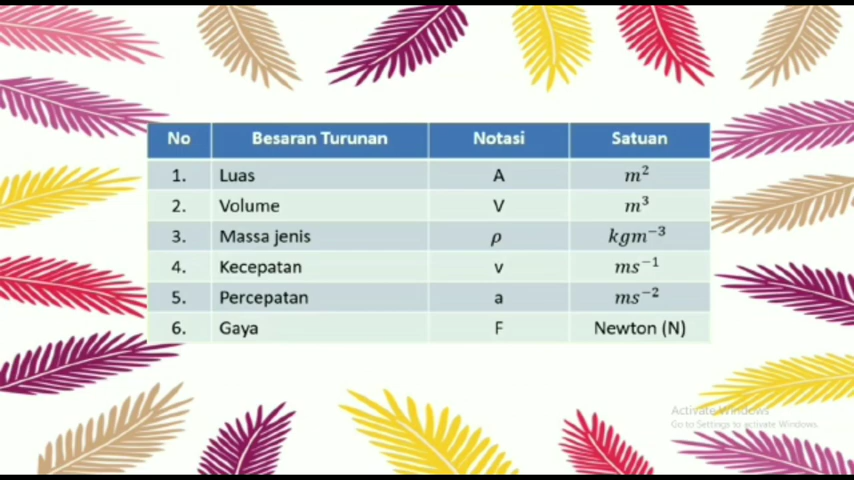 No Besaran Turunan Notasi Satuan
1. Luas A m²
2. Volume V m³
3. Massa jenis ρ kgm⁻³
4. Kecepatan v ms⁻¹
5. Percepatan a ms⁻²
6. Gaya F Newton (N)
Activate Windows
Go to Settings to activate Windows.